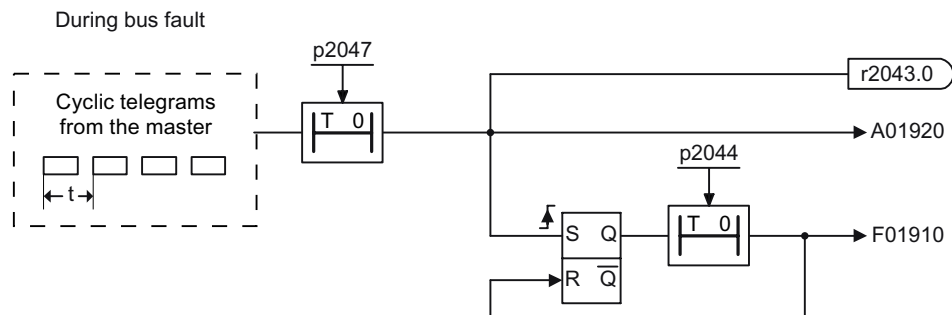 During bus fault
p2047
r2043.0
Cyclic telegrams
from the master
T 0
A01920
p2044
t
T 0
S Q
F01910
R Q̅